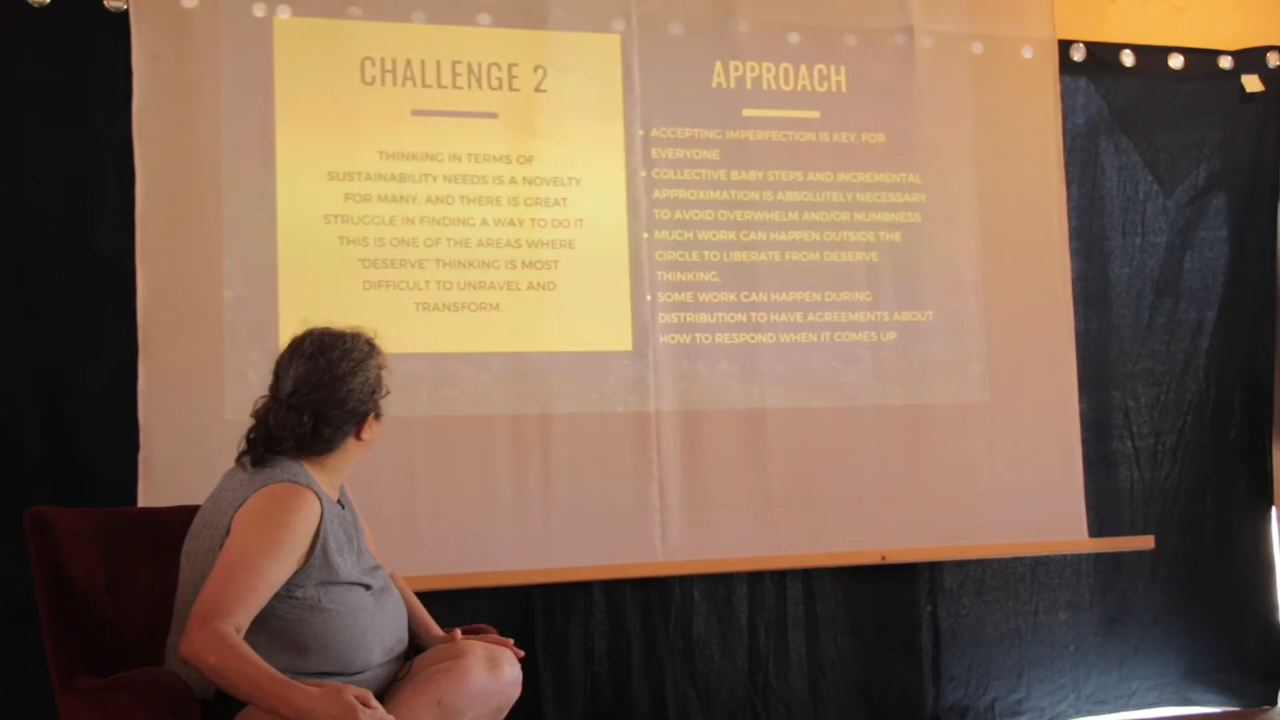 CHALLENGE 2
THINKING IN TERMS OF
SUSTAINABILITY NEEDS IS A NOVELTY
FOR MANY, AND THERE IS GREAT
STRUGGLE IN FINDING A WAY TO DO IT
THIS IS ONE OF THE AREAS WHERE
"DESERVE" THINKING IS MOST
DIFFICULT TO UNRAVEL AND
TRANSFORM.
APPROACH
• ACCEPTING IMPERFECTION IS KEY, FOR
EVERYONE
• COLLECTIVE BABY STEPS AND INCREMENTAL
APPROXIMATION IS ABSOLUTELY NECESSARY
TO AVOID OVERWHELM AND/OR NUMBNESS
• MUCH WORK CAN HAPPEN OUTSIDE THE
CIRCLE TO LIBERATE FROM DESERVE
THINKING,
• SOME WORK CAN HAPPEN DURING
DISTRIBUTION TO HAVE AGREEMENTS ABOUT
HOW TO RESPOND WHEN IT COMES UP